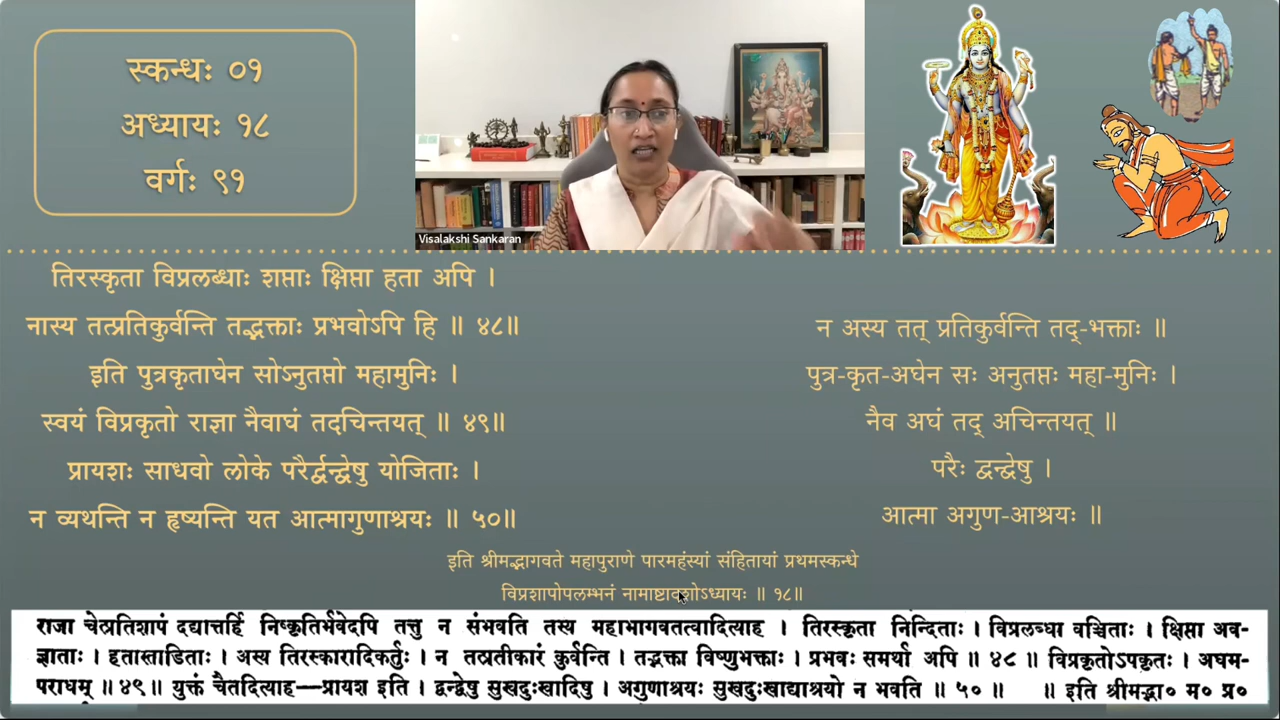 स्कन्धः ०१
अध्यायः १८
वर्गः ९१
Visalakshi Sankaran
तिरस्कृता विप्रलब्धाः शप्ताः क्षिप्ता हता अपि ।
नास्य तत्प्रतिकुर्वन्ति तद्भक्ताः प्रभवोऽपि हि ॥ ४८॥
इति पुत्रकृताघेन सोऽनुतप्तो महामुनिः ।
स्वयं विप्रकृतो राज्ञा नैवाघं तदचिन्तयत् ॥ ४९॥
प्रायशः साधवो लोके परैर्द्वन्द्वेषु योजिताः ।
न व्यथन्ति न हृष्यन्ति यत आत्मागुणाश्रयः ॥ ५०॥
न अस्य तत् प्रतिकुर्वन्ति तद्-भक्ताः ॥
पुत्र-कृत-अघेन सः अनुतप्तः महा-मुनिः ।
नैव अघं तद् अचिन्तयत् ॥
परैः द्वन्द्वेषु ।
आत्मा अगुण-आश्रयः ॥
इति श्रीमद्भागवते महापुराणे पारमहंस्यां संहितायां प्रथमस्कन्धे
विप्रशापोपलम्भनं नामाष्टादशोऽध्यायः ॥ १८॥
राजा चेत्प्रतिशापं दद्यात्तर्हि निष्कृतिर्भवेदपि तत्तु न संभवति तस्य महाभागवतत्वादित्याह । तिरस्कृता निन्दिताः । विप्रलब्धा वञ्चिताः । क्षिप्ता अव-
ज्ञाताः । हतास्ताडिताः । अस्य तिरस्कारादिकर्तुः । न तत्प्रतीकारं कुर्वन्ति । तद्भक्ता विष्णुभक्ताः । प्रभवः समर्था अपि ॥ ४८ ॥ विप्रकृतोऽपकृतः । अघम-
पराधम् ॥ ४९ ॥ युक्तं चैतदित्याह—प्रायश इति । द्वन्द्वेषु सुखदुःखादिषु । अगुणाश्रयः सुखदुःखाद्याश्रयो न भवति ॥ ५० ॥ ॥ इति श्रीमद्भा० म० प्र०